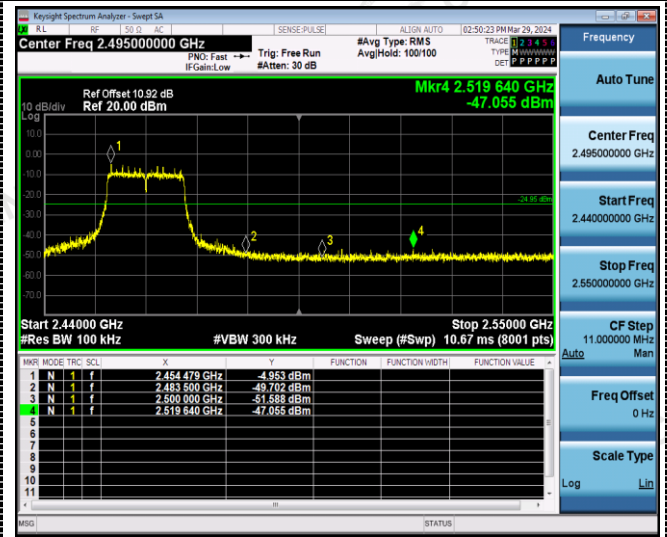 Keysight Spectrum Analyzer - Swept SA
RL RF 50 Ω AC SENSE:PULSE ALIGN AUTO 02:50:23 PM Mar 29, 2024
Center Freq 2.495000000 GHz
PNO: Fast
IFGain:Low
Trig: Free Run
#Atten: 30 dB
#Avg Type: RMS
Avg|Hold: 100/100
TRACE 1 2 3 4 5 6
TYPE M W W W W W
DET P P P P P P
Frequency
Auto Tune
Center Freq
2.495000000 GHz
Start Freq
2.440000000 GHz
Stop Freq
2.550000000 GHz
CF Step
11.000000 MHz
Auto Man
Freq Offset
0 Hz
Scale Type
Log Lin
Mkr4 2.519 640 GHz
-47.055 dBm
Ref Offset 10.92 dB
10 dB/div Ref 20.00 dBm
Log
10.0
0.00
-10.0
-20.0
-30.0
-40.0
-50.0
-60.0
-70.0
1
2
3
4
-24.95 dBm
Start 2.44000 GHz Stop 2.55000 GHz
#Res BW 100 kHz #VBW 300 kHz Sweep (#Swp) 10.67 ms (8001 pts)
MKR MODE TRC SCL X Y FUNCTION FUNCTION WIDTH FUNCTION VALUE
1 N 1 f 2.454 479 GHz -4.953 dBm
2 N 1 f 2.483 500 GHz -49.702 dBm
3 N 1 f 2.500 000 GHz -51.588 dBm
4 N 1 f 2.519 640 GHz -47.055 dBm
5
6
7
8
9
10
11
MSG STATUS